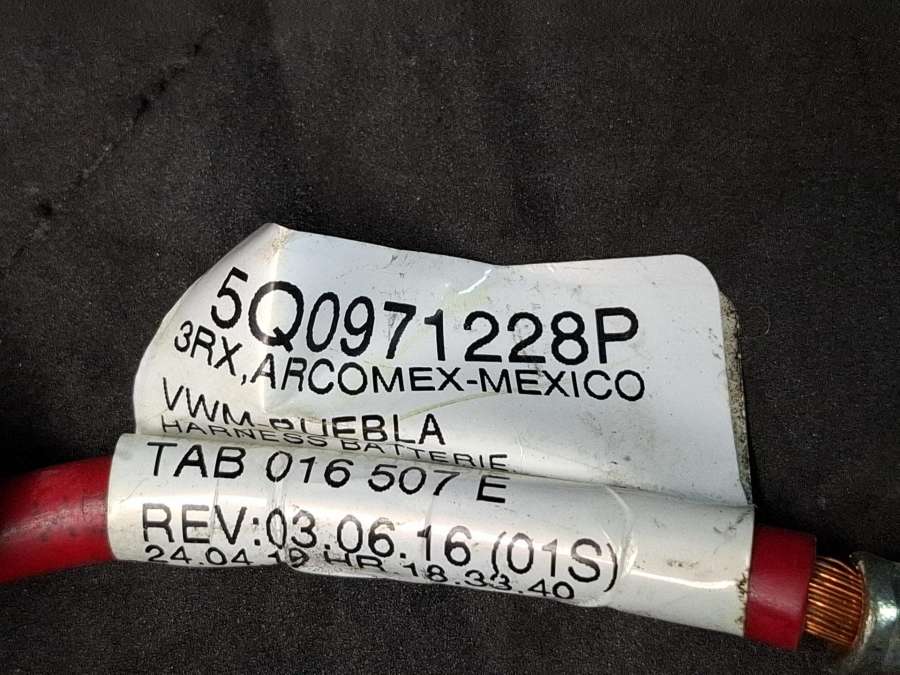 5Q0971228P
3RX,ARCOMEX-MEXICO
VWM-PUEBLA
HARNESS BATTERIE
TAB 016 507 E
REV:03.06.16 (01S)
24.04.19 HR 18.33.40